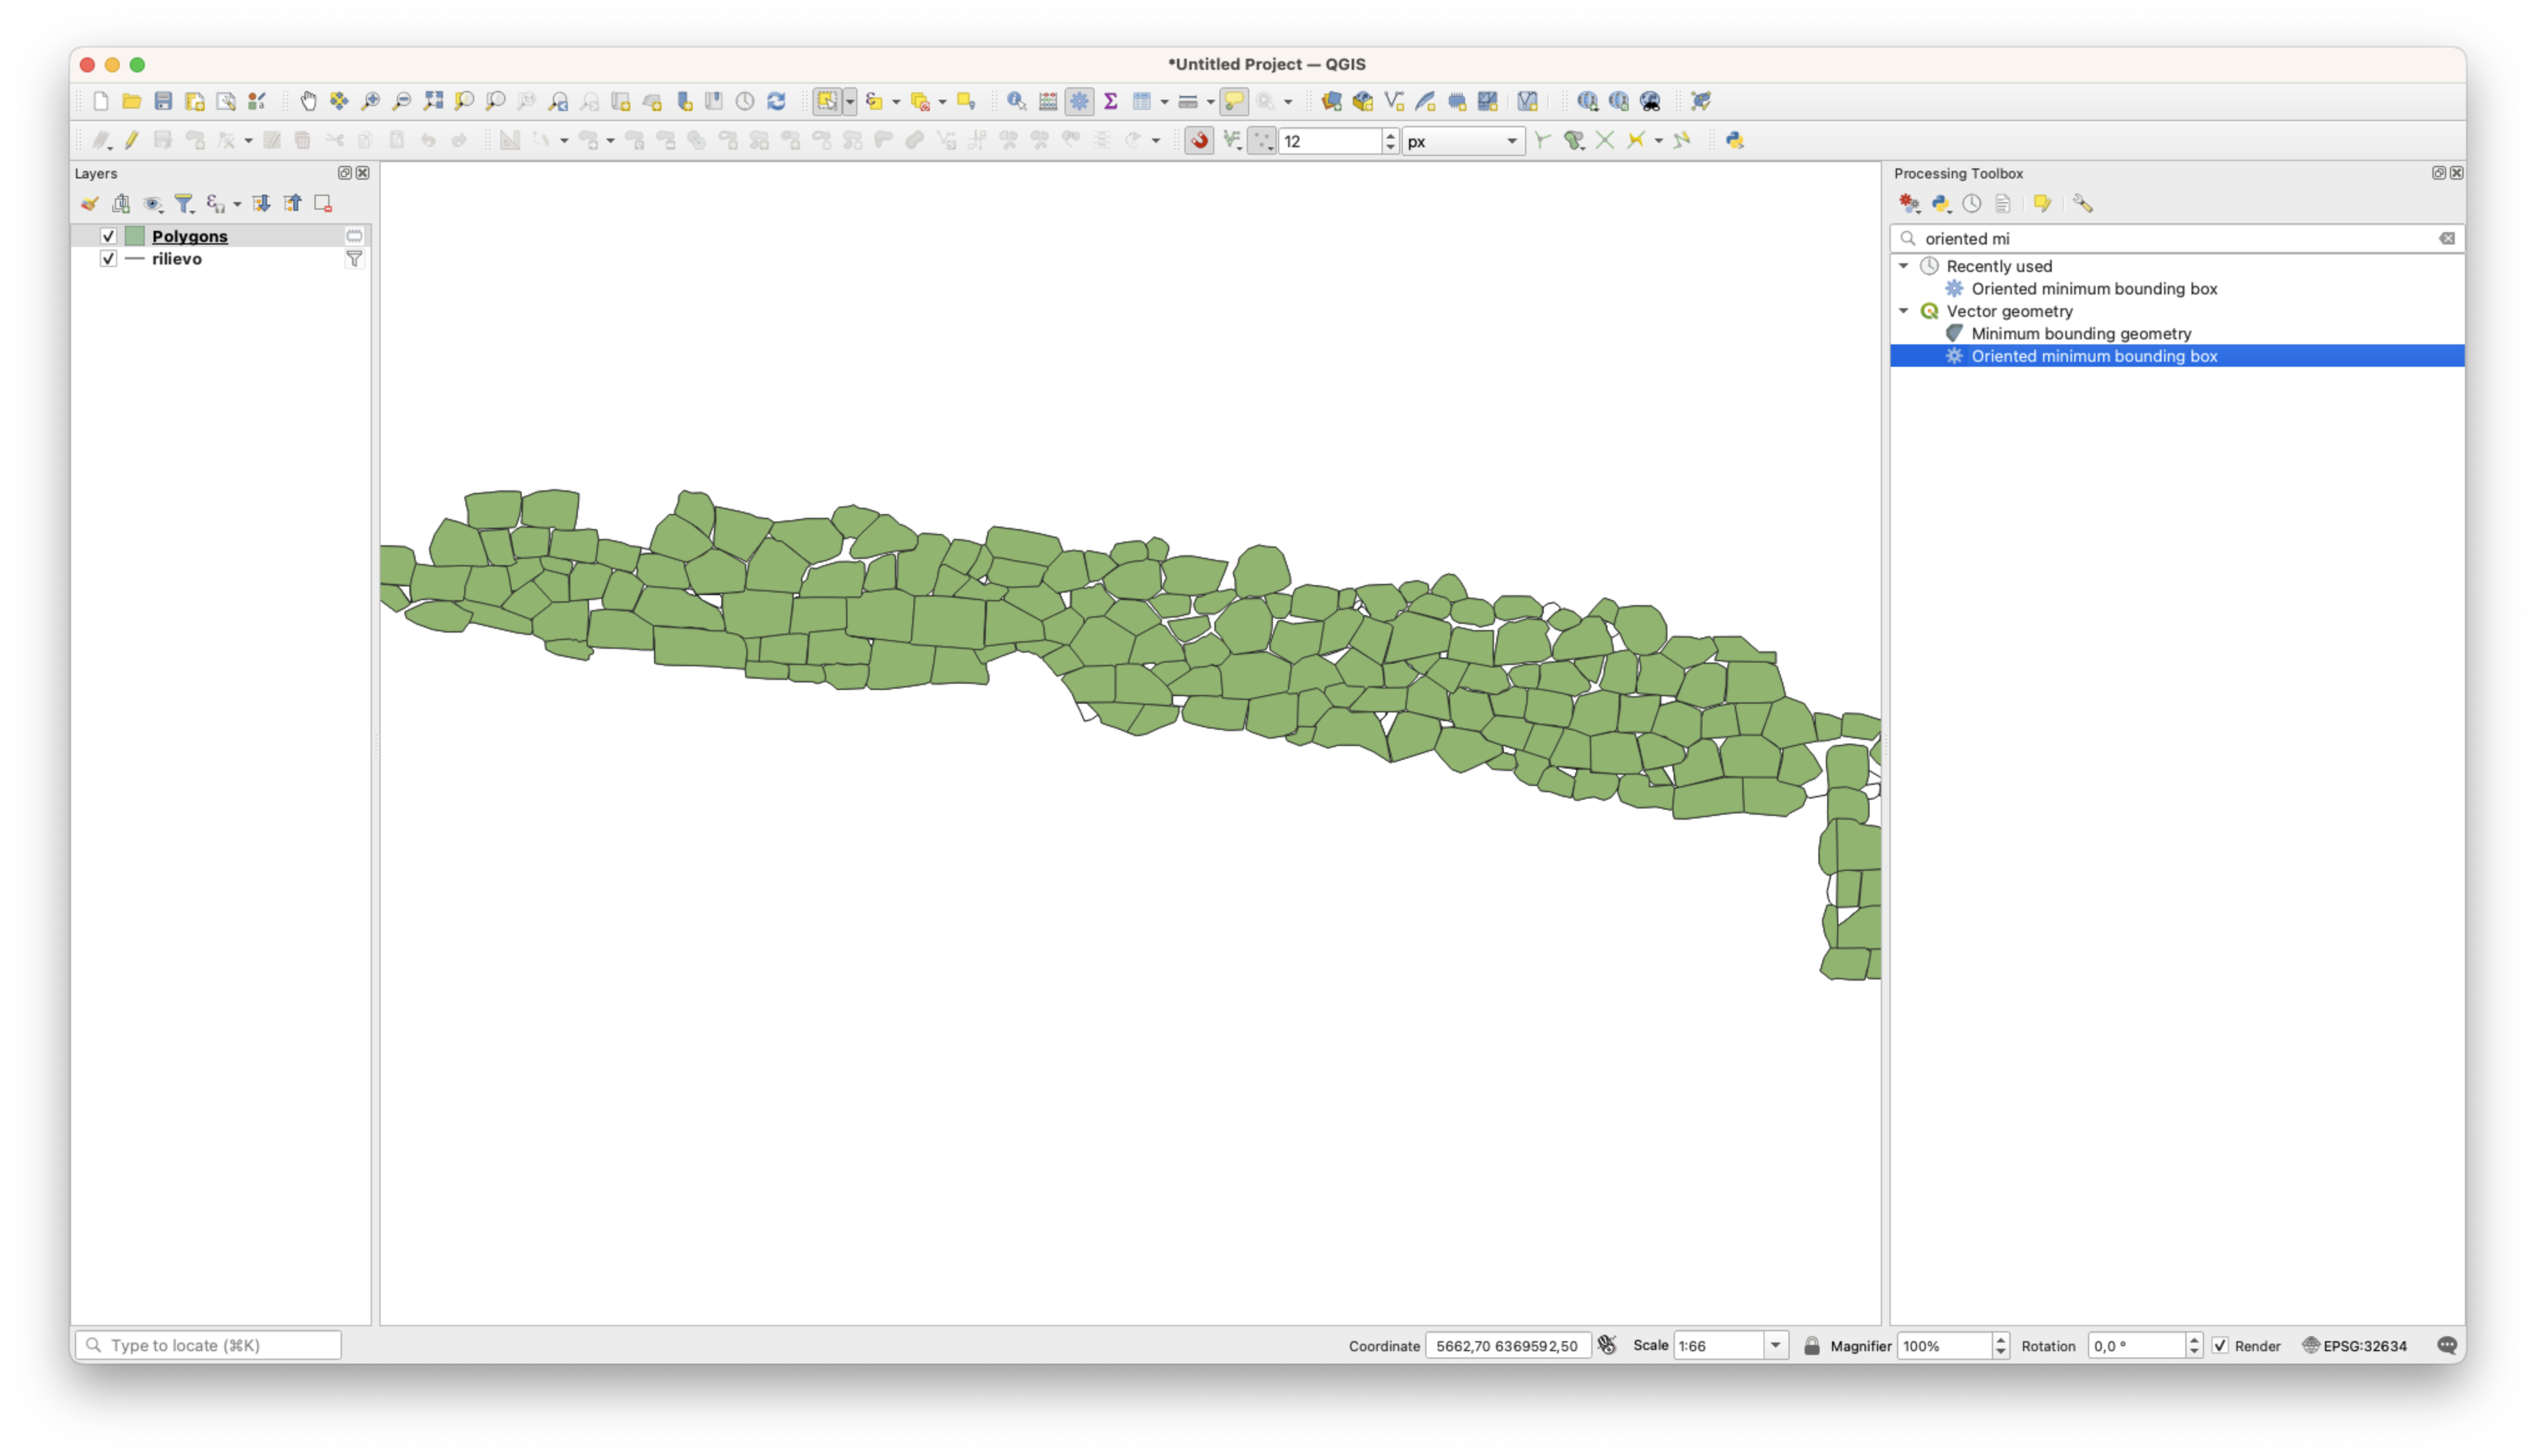 *Untitled Project — QGIS
12
px
Layers
Polygons
rilievo
Processing Toolbox
oriented mi
Recently used
Oriented minimum bounding box
Vector geometry
Minimum bounding geometry
Oriented minimum bounding box
Type to locate (⌘K)
Coordinate 5662,70 6369592,50 Scale 1:66 Magnifier 100% Rotation 0,0 ° Render EPSG:32634